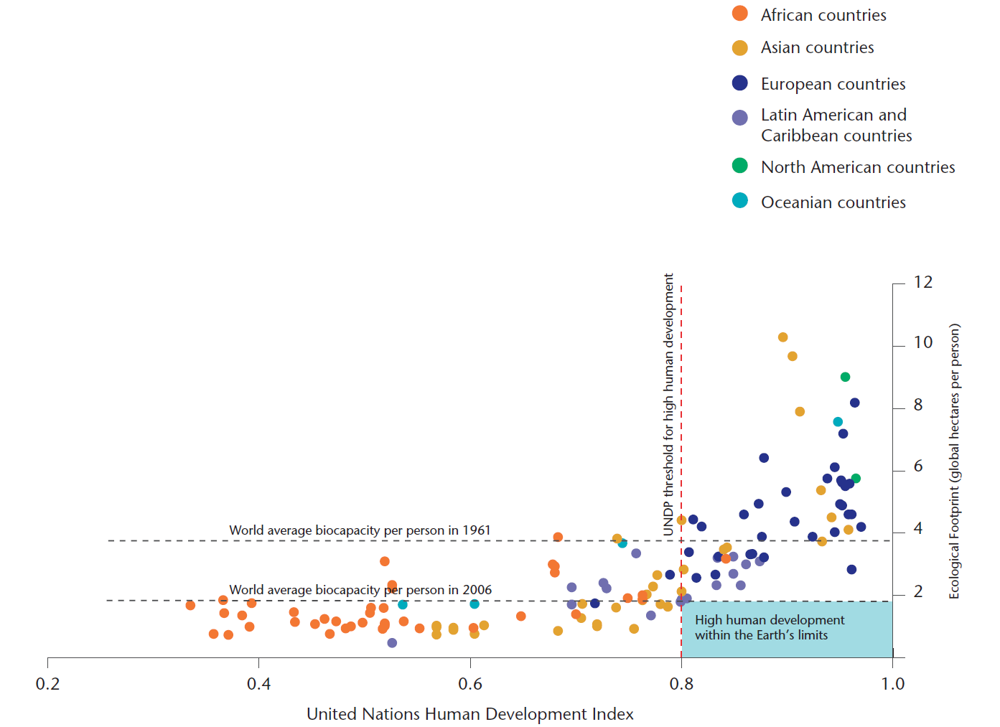 African countries
Asian countries
European countries
Latin American and
Caribbean countries
North American countries
Oceanian countries
UNDP threshold for high human development
12
10
8
6
4
2
Ecological Footprint (global hectares per person)
World average biocapacity per person in 1961
World average biocapacity per person in 2006
High human development
within the Earth’s limits
0.2
0.4
0.6
0.8
1.0
United Nations Human Development Index